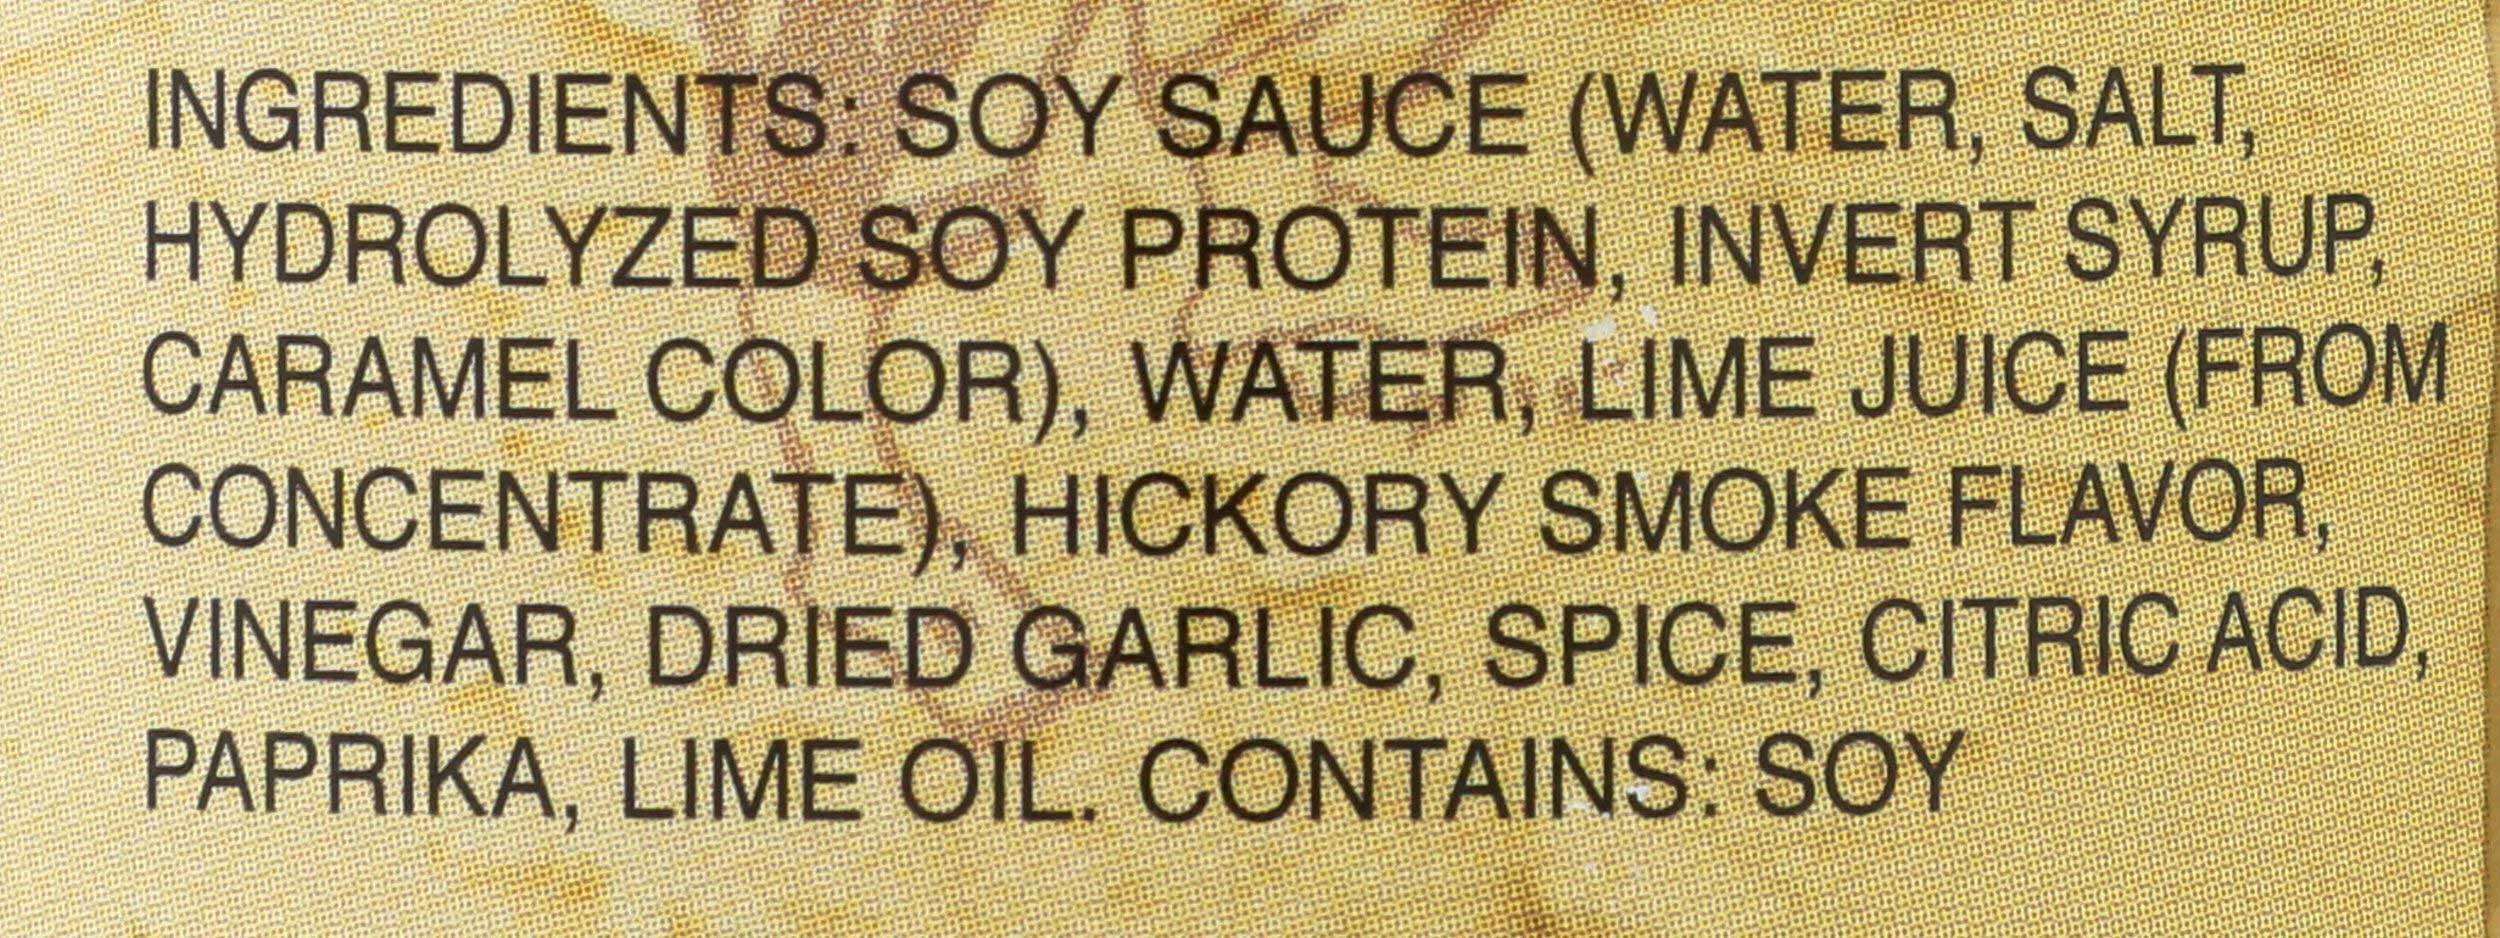 INGREDIENTS: SOY SAUCE (WATER, SALT,
HYDROLYZED SOY PROTEIN, INVERT SYRUP,
CARAMEL COLOR), WATER, LIME JUICE (FROM
CONCENTRATE), HICKORY SMOKE FLAVOR,
VINEGAR, DRIED GARLIC, SPICE, CITRIC ACID,
PAPRIKA, LIME OIL. CONTAINS: SOY